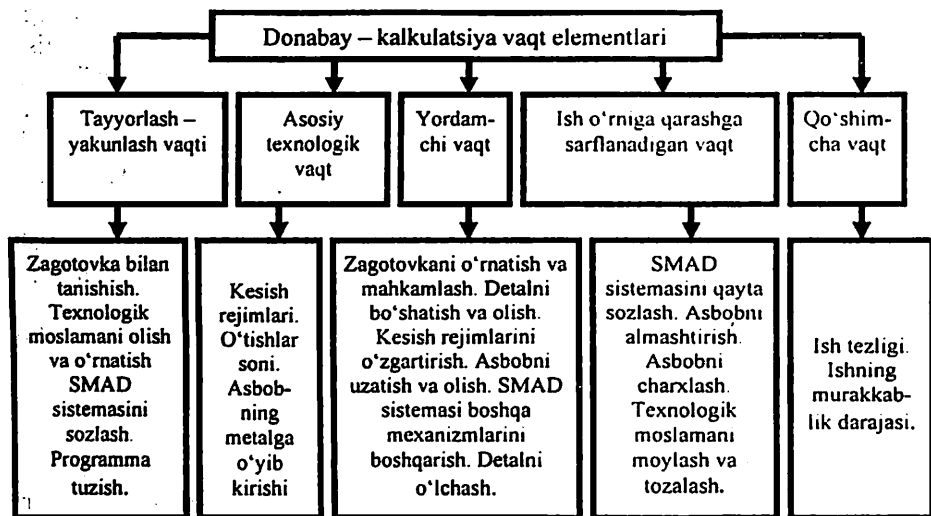 Donabay – kalkulatsiya vaqt elementlari
Tayyorlash –
yakunlash vaqti
Asosiy
texnologik
vaqt
Yordam-
chi vaqt
Ish o‘rniga qarashga
sarflanadigan vaqt
Qo‘shim-
cha vaqt
Zagotovka bilan
tanishish.
Texnologik
moslamani olish
va o‘rnatish
SMAD
sistemasini
sozlash.
Programma
tuzish.
Kesish
rejimlari.
O‘tishlar
soni.
Asbob-
ning
metalga
o‘yib
kirishi
Zagotovkani o‘rnatish va
mahkamlash. Detalni
bo‘shatish va olish.
Kesish rejimlarini
o‘zgartirish. Asbobni
uzatish va olish. SMAD
sistemasi boshqa
mexanizmlarini
boshqarish. Detalni
o‘lchash.
SMAD
sistemasini qayta
sozlash. Asbobni
almashtirish.
Asbobni
charxlash.
Texnologik
moslamani
moylash va
tozalash.
Ish tezligi.
Ishning
murakkab-
lik darajasi.